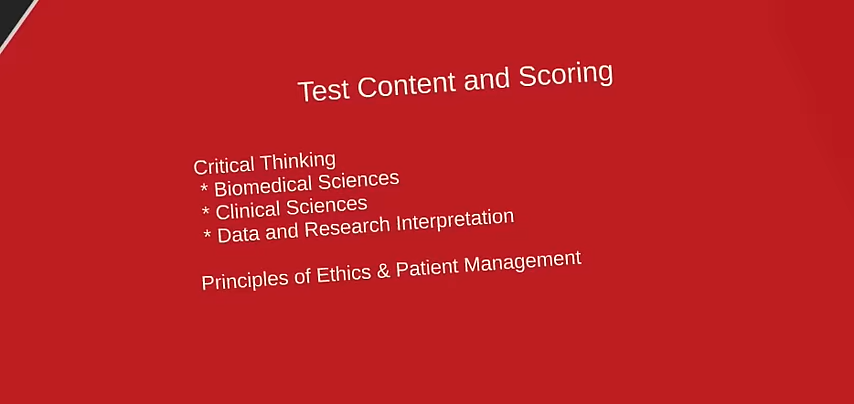 Test Content and Scoring
Critical Thinking
* Biomedical Sciences
* Clinical Sciences
* Data and Research Interpretation
Principles of Ethics & Patient Management